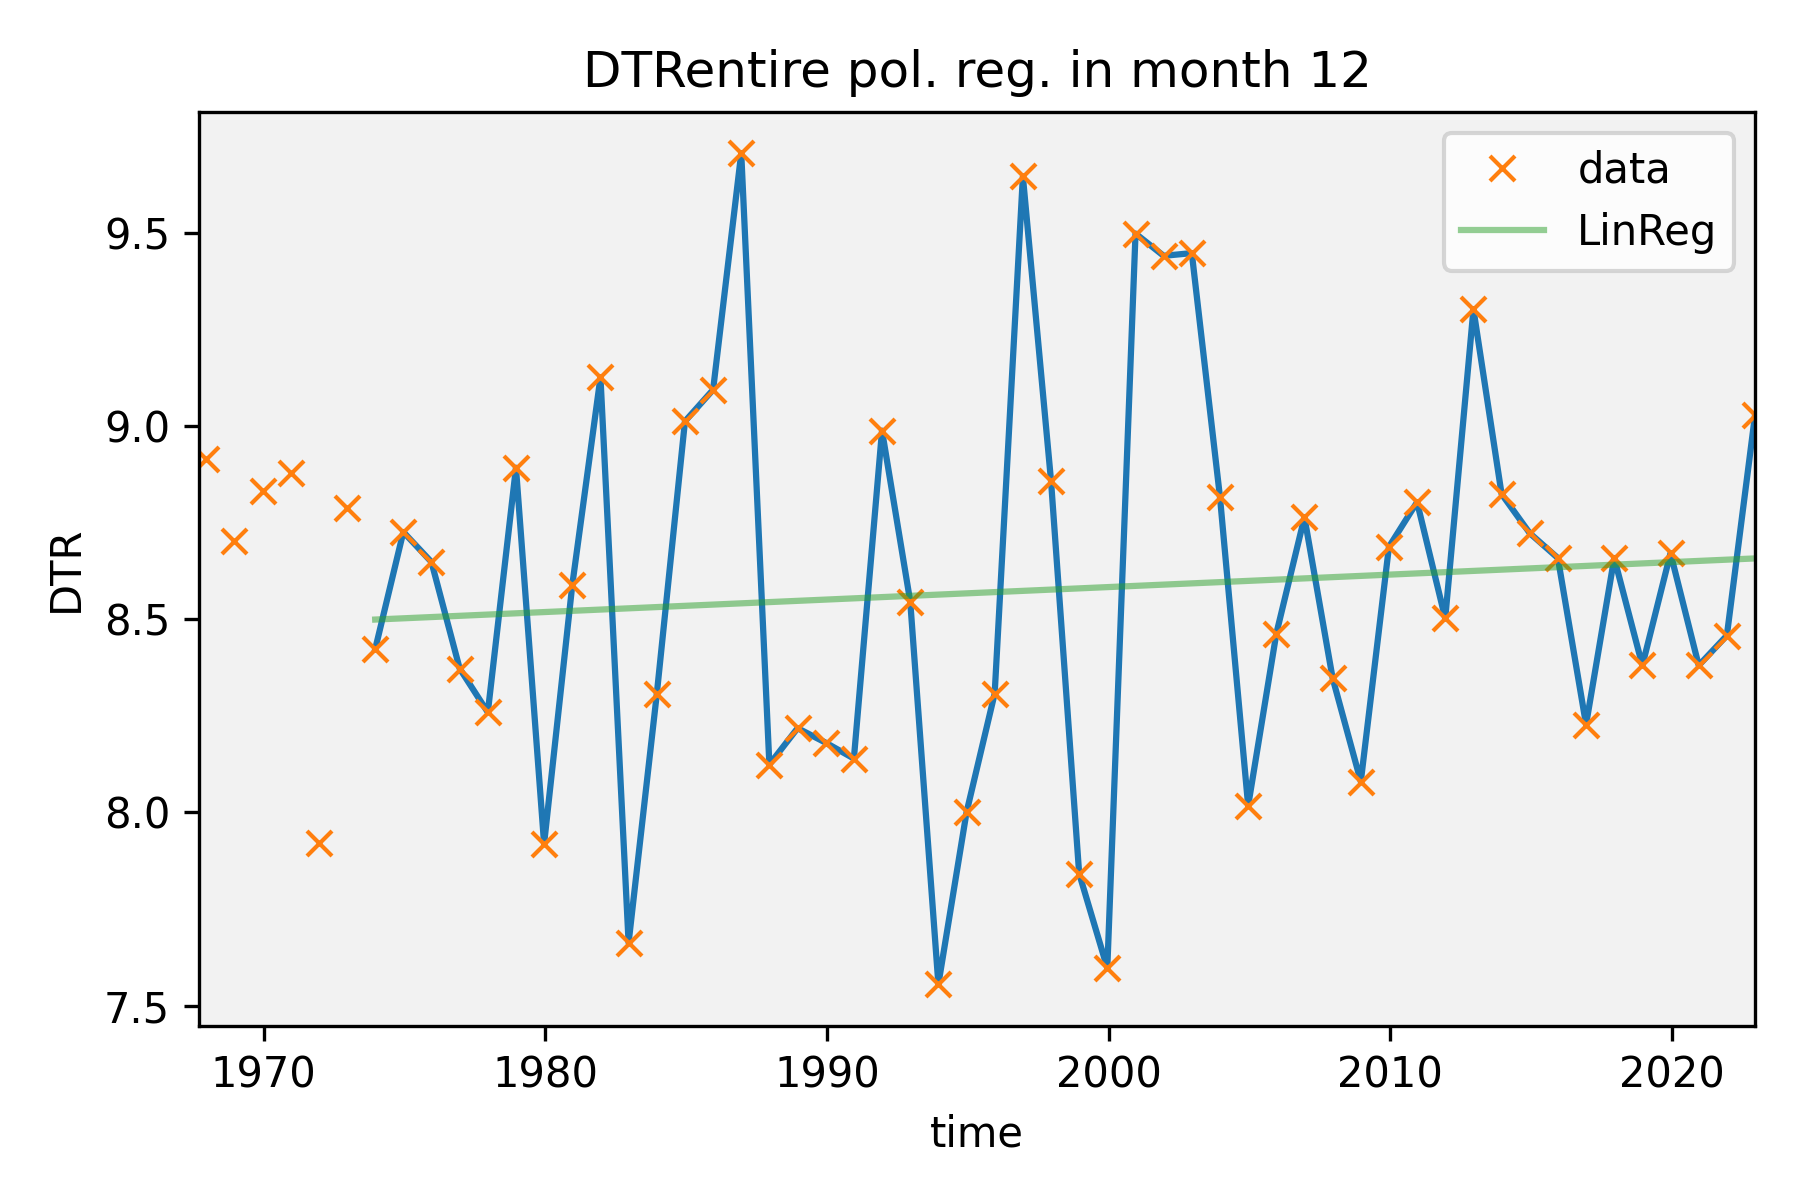 DTRentire pol. reg. in month 12
data
LinReg
DTR
9.5
9.0
8.5
8.0
7.5
1970 1980 1990 2000 2010 2020
time